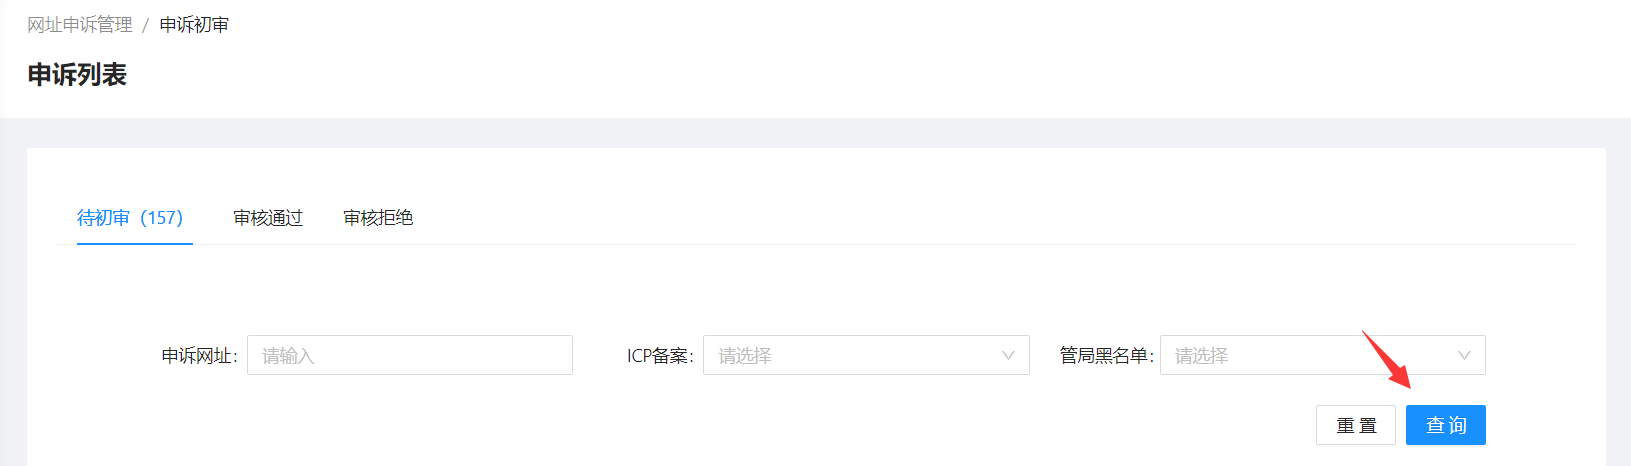 网址申诉管理 / 申诉初审
申诉列表
待初审（157） 审核通过 审核拒绝
申诉网址: 请输入 ICP备案: 请选择 管局黑名单: 请选择
重 置 查 询